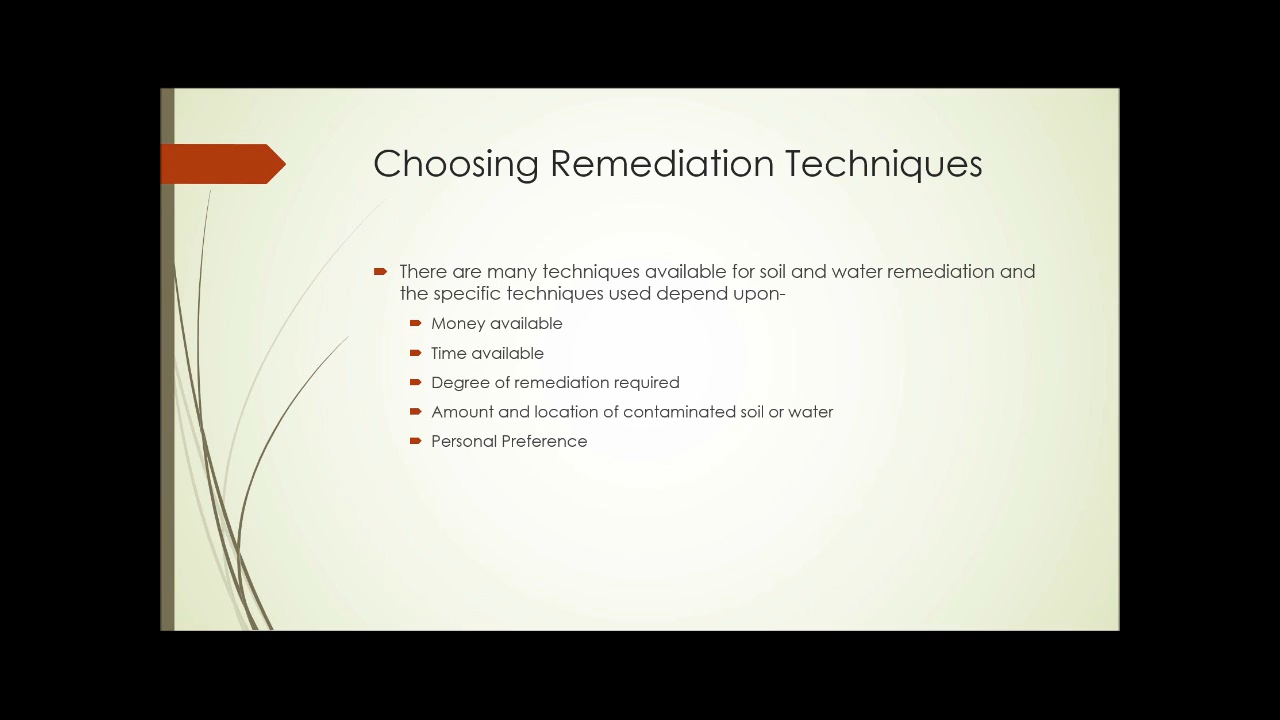 Choosing Remediation Techniques
There are many techniques available for soil and water remediation and
the specific techniques used depend upon-
Money available
Time available
Degree of remediation required
Amount and location of contaminated soil or water
Personal Preference